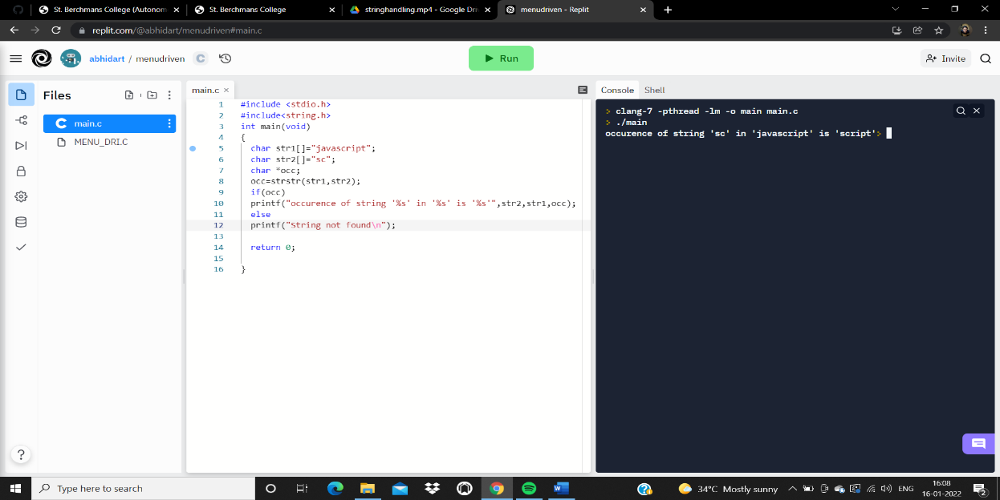 St. Berchmans College (Autonom
St. Berchmans College
stringhandling.mp4 - Google Dri
menudriven - Replit
replit.com/@abhidart/menudriven#main.c
abhidart / menudriven C
Run
Invite
Files
C main.c
MENU_DRI.C
main.c
1 #include <stdio.h>
2 #include<string.h>
3 int main(void)
4 {
5 char str1[]="javascript";
6 char str2[]="sc";
7 char *occ;
8 occ=strstr(str1,str2);
9 if(occ)
10 printf("occurence of string '%s' in '%s' is '%s'",str2,str1,occ);
11 else
12 printf("String not found\n");
13
14 return 0;
15
16 }
Console Shell
> clang-7 -pthread -lm -o main main.c
> ./main
occurence of string 'sc' in 'javascript' is 'script'>
?
Type here to search
W
34°C Mostly sunny
ENG
16:08
16-01-2022
2